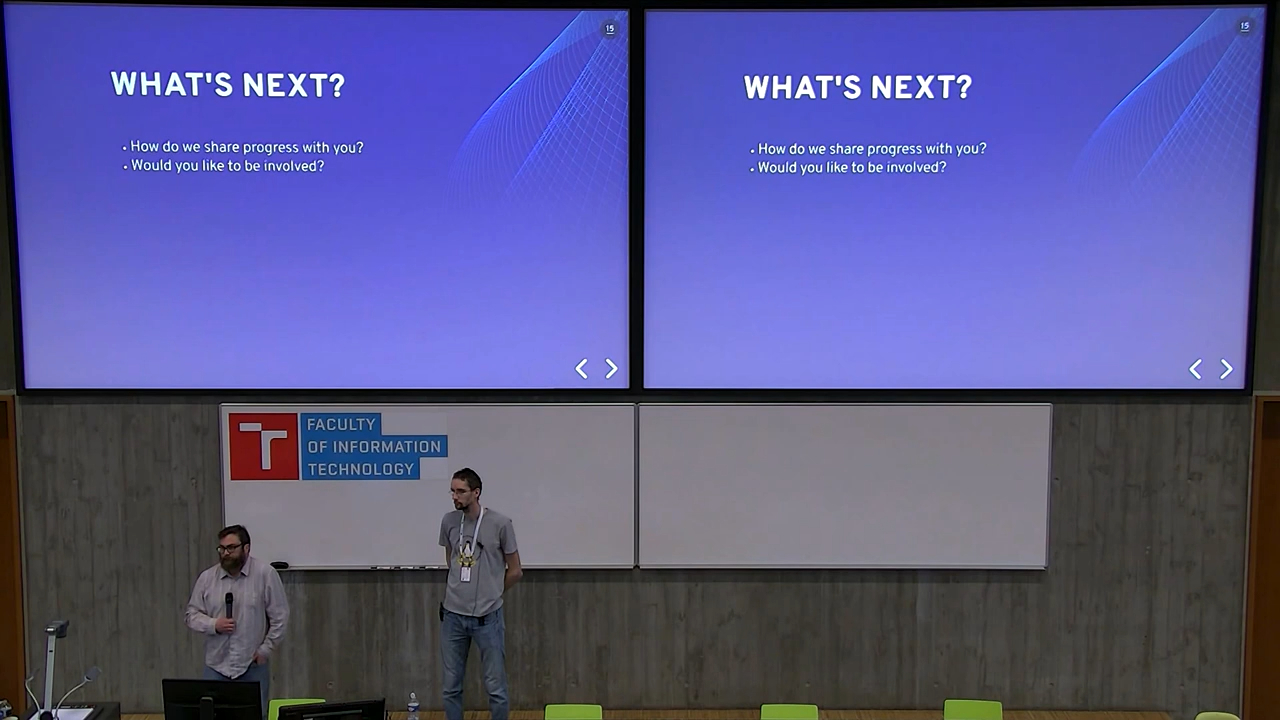 15
WHAT'S NEXT?
• How do we share progress with you?
• Would you like to be involved?
15
WHAT'S NEXT?
• How do we share progress with you?
• Would you like to be involved?
FACULTY
OF INFORMATION
TECHNOLOGY